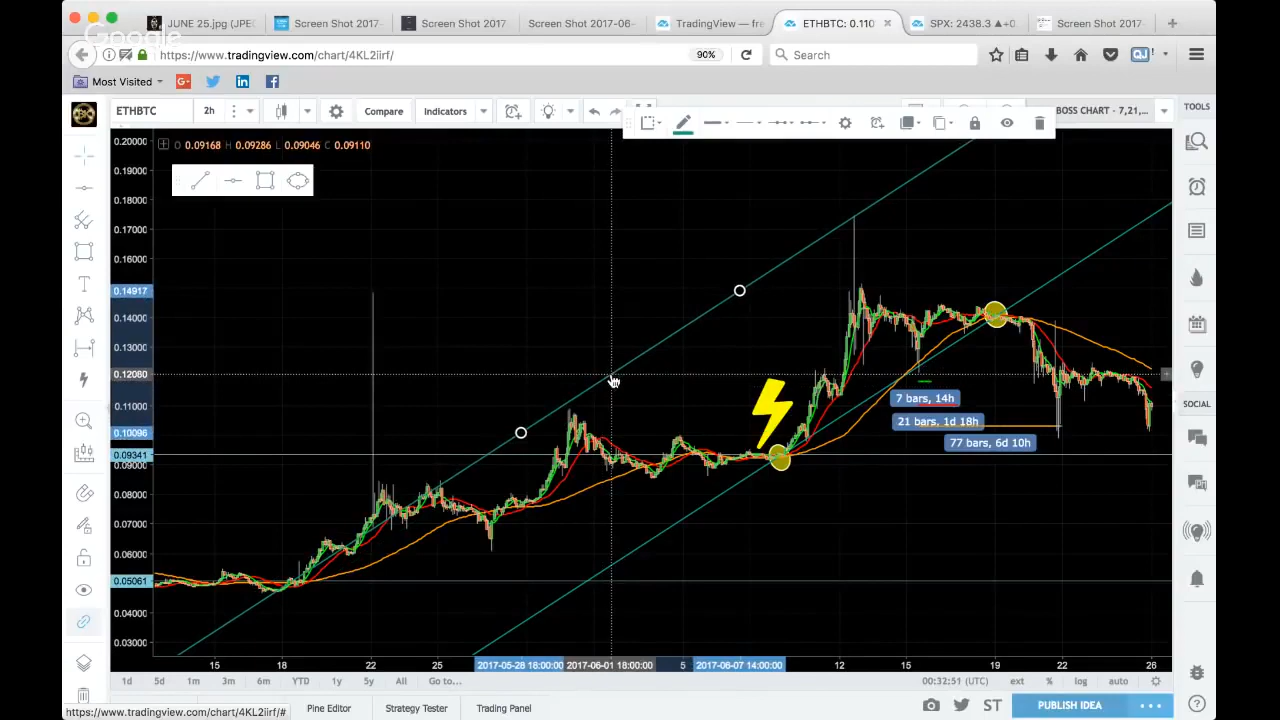 JUNE 25.jpg (JPE
Screen Shot 2017-
Screen Shot 2017-
Screen Shot 2017-06-
TradingView — fre
ETHBTC: 0.110
SPX: 2438.3 ▲+0
Screen Shot 2017
Google
https://www.tradingview.com/chart/4KL2iirf/
90%
Search
Most Visited
ETHBTC
2h
Compare
Indicators
BOSS CHART - 7,21,...
TOOLS
O 0.09168 H 0.09286 L 0.09046 C 0.09110
0.20000
0.19000
0.18000
0.17000
0.16000
0.14917
0.14000
0.13000
0.12080
0.11000
0.10096
0.09341
0.08000
0.07000
0.06000
0.05061
0.04000
0.03000
7 bars, 14h
21 bars, 1d 18h
77 bars, 6d 10h
SOCIAL
15
18
22
25
2017-05-28 18:00:00
2017-06-01 18:00:00
5
2017-06-07 14:00:00
12
15
19
22
26
1d
5d
1m
3m
6m
YTD
1y
5y
All
Go to...
00:32:51 (UTC)
ext
%
log
auto
https://www.tradingview.com/chart/4KL2iirf/#
Pine Editor
Strategy Tester
Trading Panel
ST
PUBLISH IDEA